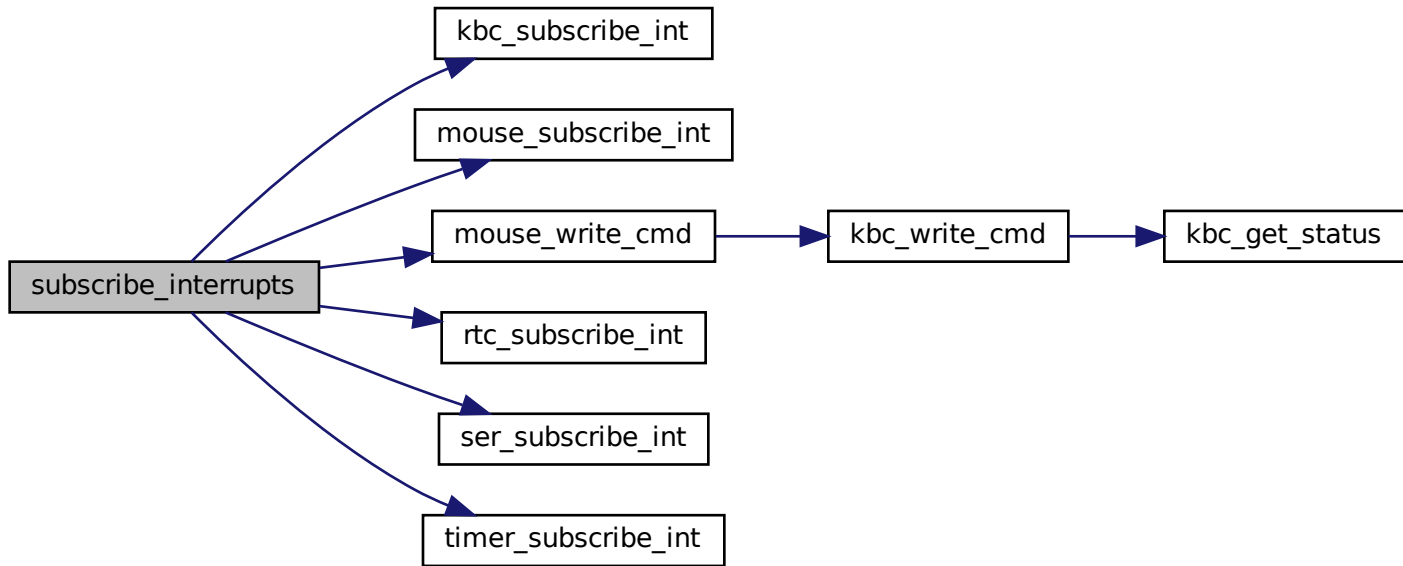 kbc_subscribe_int
mouse_subscribe_int
mouse_write_cmd
kbc_write_cmd
kbc_get_status
subscribe_interrupts
rtc_subscribe_int
ser_subscribe_int
timer_subscribe_int